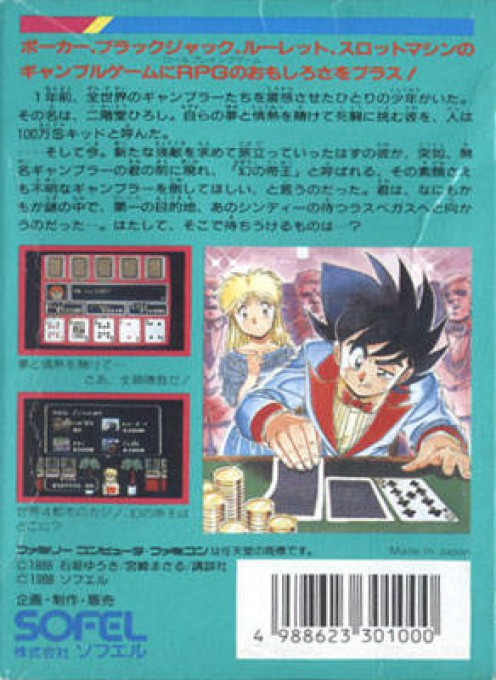 ポーカー、ブラックジャック、ルーレット、スロットマシンの
ギャンブルゲームにRPGのおもしろさをプラス!
1年前、全世界のギャンブラーたちを震感させたひとりの少年がいた。
その名は、二階堂ひろし。自らの夢と情熱を賭けて死闘に挑む彼を、人は
100万$キッドと呼んだ。
……そして今。新たな強敵を求めて旅立っていったはずの彼が、突如、無
名ギャンブラーの君の前に現れ、「幻の帝王」と呼ばれる、その素顔さえ
も不明なギャンブラーを倒してほしい、と言うのだった。君は、なにもか
もが謎の中で、第一の目的地、あのシンディーの待つラスベガスへと向か
うのだった…。はたして、そこで待ちうけるものは…?
夢と情熱を賭けて…
さあ、全額勝負だ!
世界4都市のカジノ、幻の帝王は
どこに?
ファミリーコンピュータ・ファミコンは任天堂の商標です。
Made in Japan
©1988 石垣ゆうき/宮崎まさる/講談社
©1988 ソフエル
企画・制作・販売
SOFEL
株式会社 ソフエル
4 988623 301000